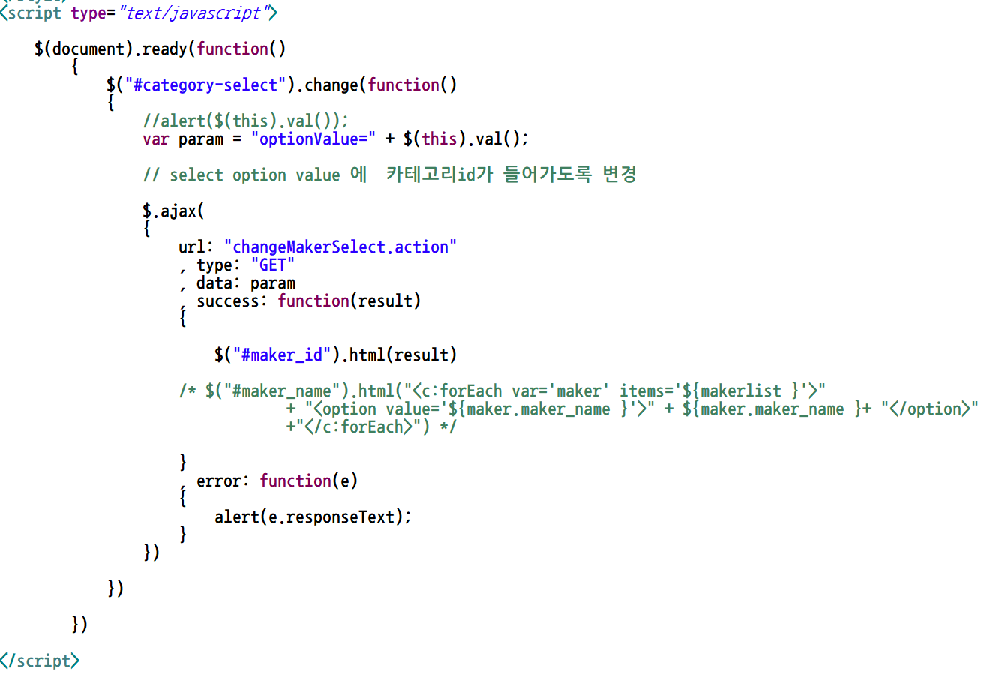 <script type="text/javascript">
$(document).ready(function()
{
$("#category-select").change(function()
{
//alert($(this).val());
var param = "optionValue=" + $(this).val();
// select option value 에  카테고리id가 들어가도록 변경
$.ajax(
{
url: "changeMakerSelect.action"
, type: "GET"
, data: param
, success: function(result)
{
$("#maker_id").html(result)
/* $("#maker_name").html("<c:forEach var='maker' items='${makerlist }'>"
+ "<option value='${maker.maker_name }'>" + ${maker.maker_name }+ "</option>"
+"</c:forEach>") */
}
, error: function(e)
{
alert(e.responseText);
}
})
})
})
</script>